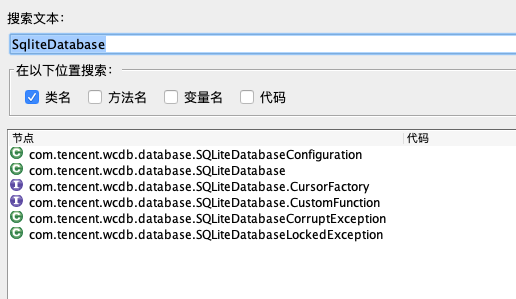 搜索文本:
SqliteDatabase
在以下位置搜索:
类名 方法名 变量名 代码
节点 代码
C com.tencent.wcdb.database.SQLiteDatabaseConfiguration
C com.tencent.wcdb.database.SQLiteDatabase
I com.tencent.wcdb.database.SQLiteDatabase.CursorFactory
I com.tencent.wcdb.database.SQLiteDatabase.CustomFunction
C com.tencent.wcdb.database.SQLiteDatabaseCorruptException
C com.tencent.wcdb.database.SQLiteDatabaseLockedException